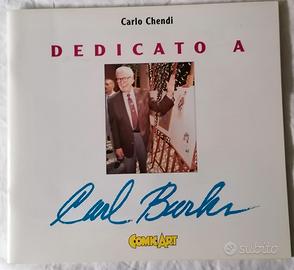 Carlo Chendi
DEDICATO A
Carl Barks
COMIC ART
subito